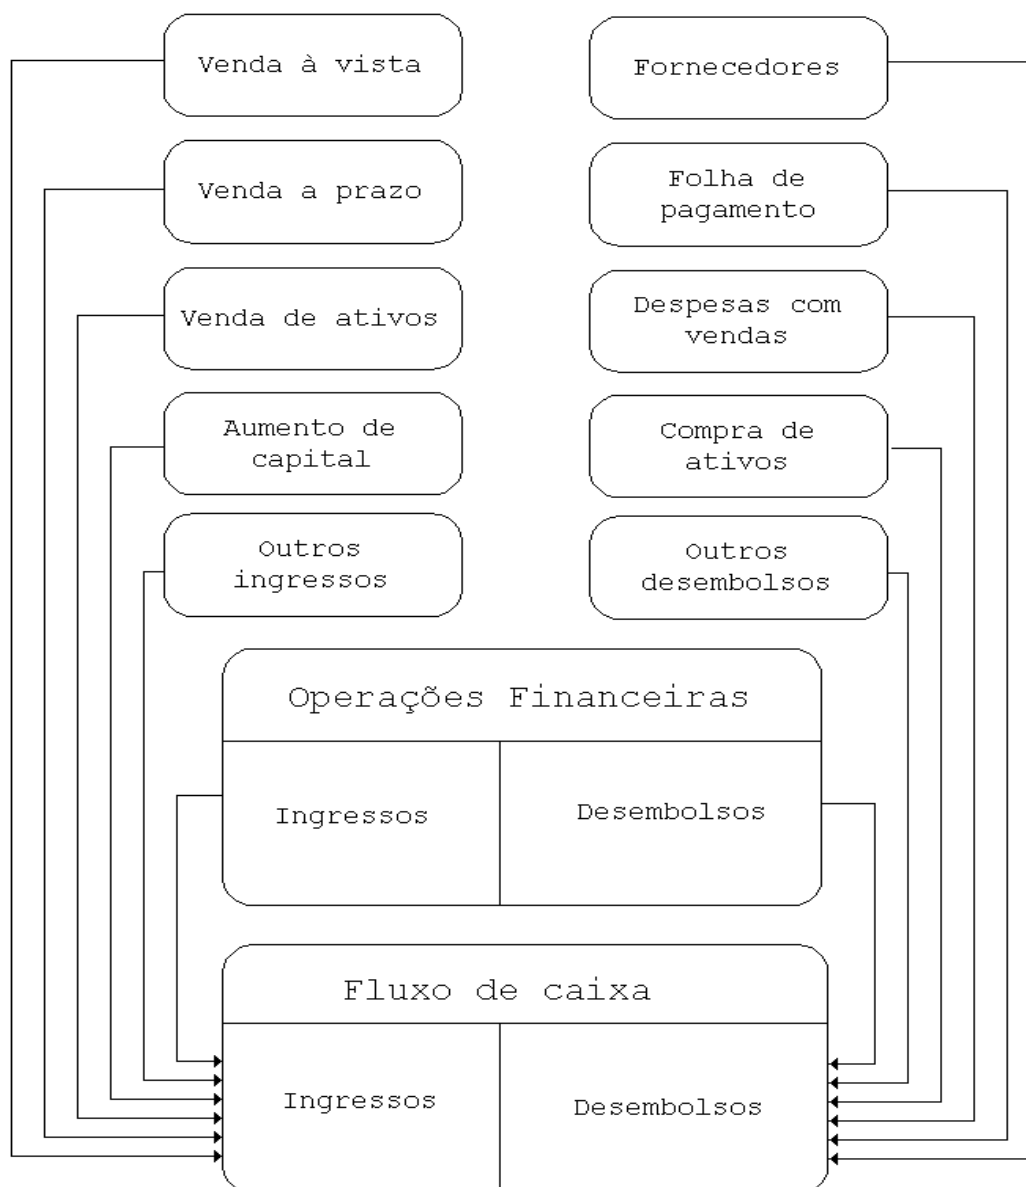 Venda à vista
Fornecedores
Venda a prazo
Folha de
pagamento
Venda de ativos
Despesas com
vendas
Aumento de
capital
Compra de
ativos
Outros
ingressos
Outros
desembolsos
Operações Financeiras
Ingressos
Desembolsos
Fluxo de caixa
Ingressos
Desembolsos